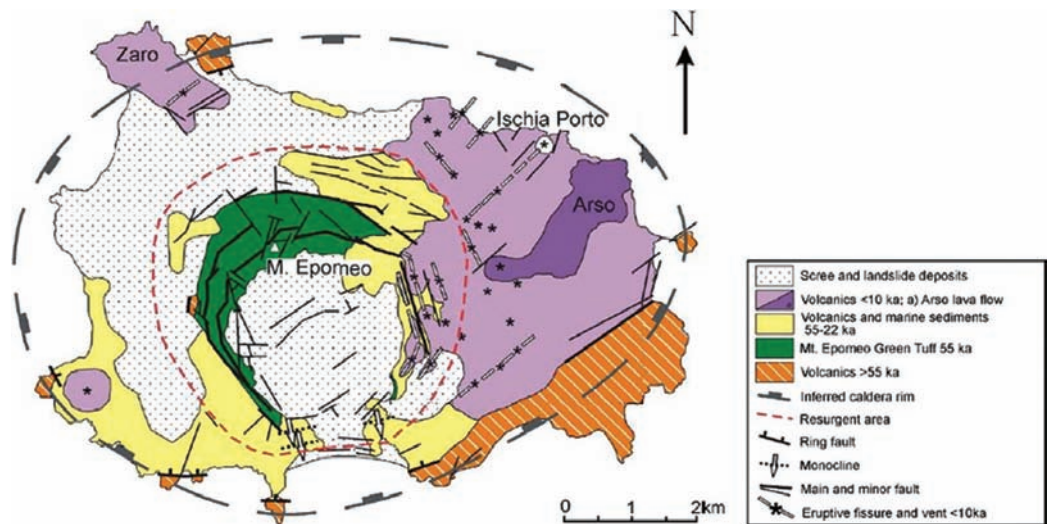 N
Zaro
Ischia Porto
Arso
M. Epomeo
0 2km
Scree and landslide deposits
Volcanics <10 ka; a) Arso lava flow
Volcanics and marine sediments
55-22 ka
Mt. Epomeo Green Tuff 55 ka
Volcanics >55 ka
Inferred caldera rim
Resurgent area
Ring fault
Monocline
Main and minor fault
Eruptive fissure and vent <10ka